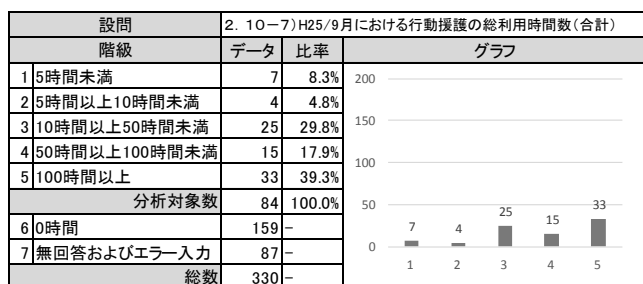 設問 2．10－7）H25/9月における行動援護の総利用時間数（合計）
階級 データ 比率 グラフ
1 5時間未満 7 8.3%
2 5時間以上10時間未満 4 4.8%
3 10時間以上50時間未満 25 29.8%
4 50時間以上100時間未満 15 17.9%
5 100時間以上 33 39.3%
分析対象数 84 100.0%
6 0時間 159 －
7 無回答およびエラー入力 87 －
総数 330 －
200
150
100
50
0
7 4 25 15 33
1 2 3 4 5